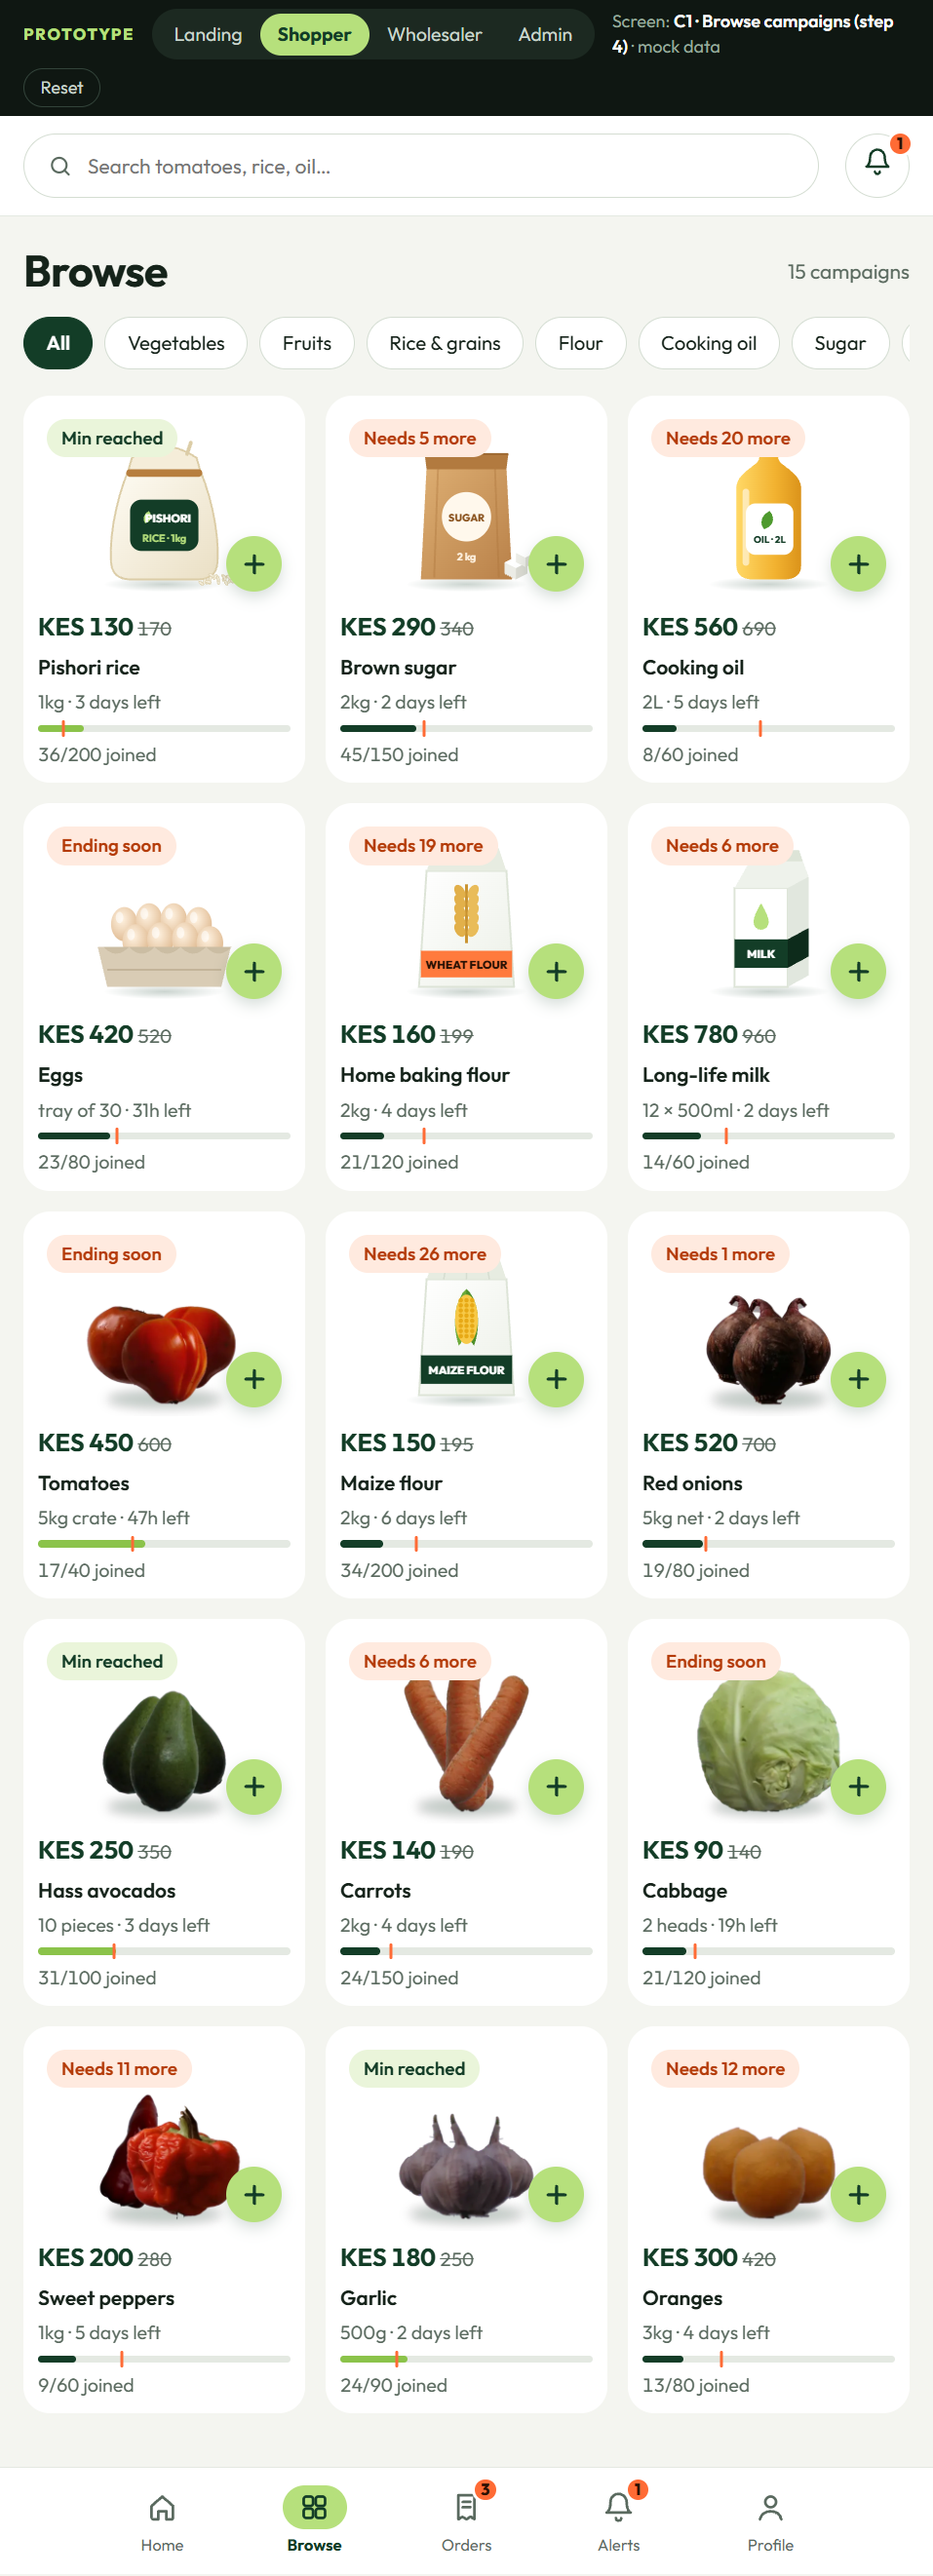 PROTOTYPE
Landing
Shopper
Wholesaler
Admin
Screen: C1 · Browse campaigns (step
4) · mock data
Reset
Search tomatoes, rice, oil...
1
Browse
15 campaigns
All
Vegetables
Fruits
Rice & grains
Flour
Cooking oil
Sugar
Min reached
PISHORI
RICE · 1kg
KES 130 170
Pishori rice
1kg · 3 days left
36/200 joined
Needs 5 more
SUGAR
2 kg
KES 290 340
Brown sugar
2kg · 2 days left
45/150 joined
Needs 20 more
OIL · 2L
KES 560 690
Cooking oil
2L · 5 days left
8/60 joined
Ending soon
KES 420 520
Eggs
tray of 30 · 31h left
23/80 joined
Needs 19 more
WHEAT FLOUR
KES 160 199
Home baking flour
2kg · 4 days left
21/120 joined
Needs 6 more
MILK
KES 780 960
Long-life milk
12 × 500ml · 2 days left
14/60 joined
Ending soon
KES 450 600
Tomatoes
5kg crate · 47h left
17/40 joined
Needs 26 more
MAIZE FLOUR
KES 150 195
Maize flour
2kg · 6 days left
34/200 joined
Needs 1 more
KES 520 700
Red onions
5kg net · 2 days left
19/80 joined
Min reached
KES 250 350
Hass avocados
10 pieces · 3 days left
31/100 joined
Needs 6 more
KES 140 190
Carrots
2kg · 4 days left
24/150 joined
Ending soon
KES 90 140
Cabbage
2 heads · 19h left
21/120 joined
Needs 11 more
KES 200 280
Sweet peppers
1kg · 5 days left
9/60 joined
Min reached
KES 180 250
Garlic
500g · 2 days left
24/90 joined
Needs 12 more
KES 300 420
Oranges
3kg · 4 days left
13/80 joined
Home
Browse
3
Orders
1
Alerts
Profile